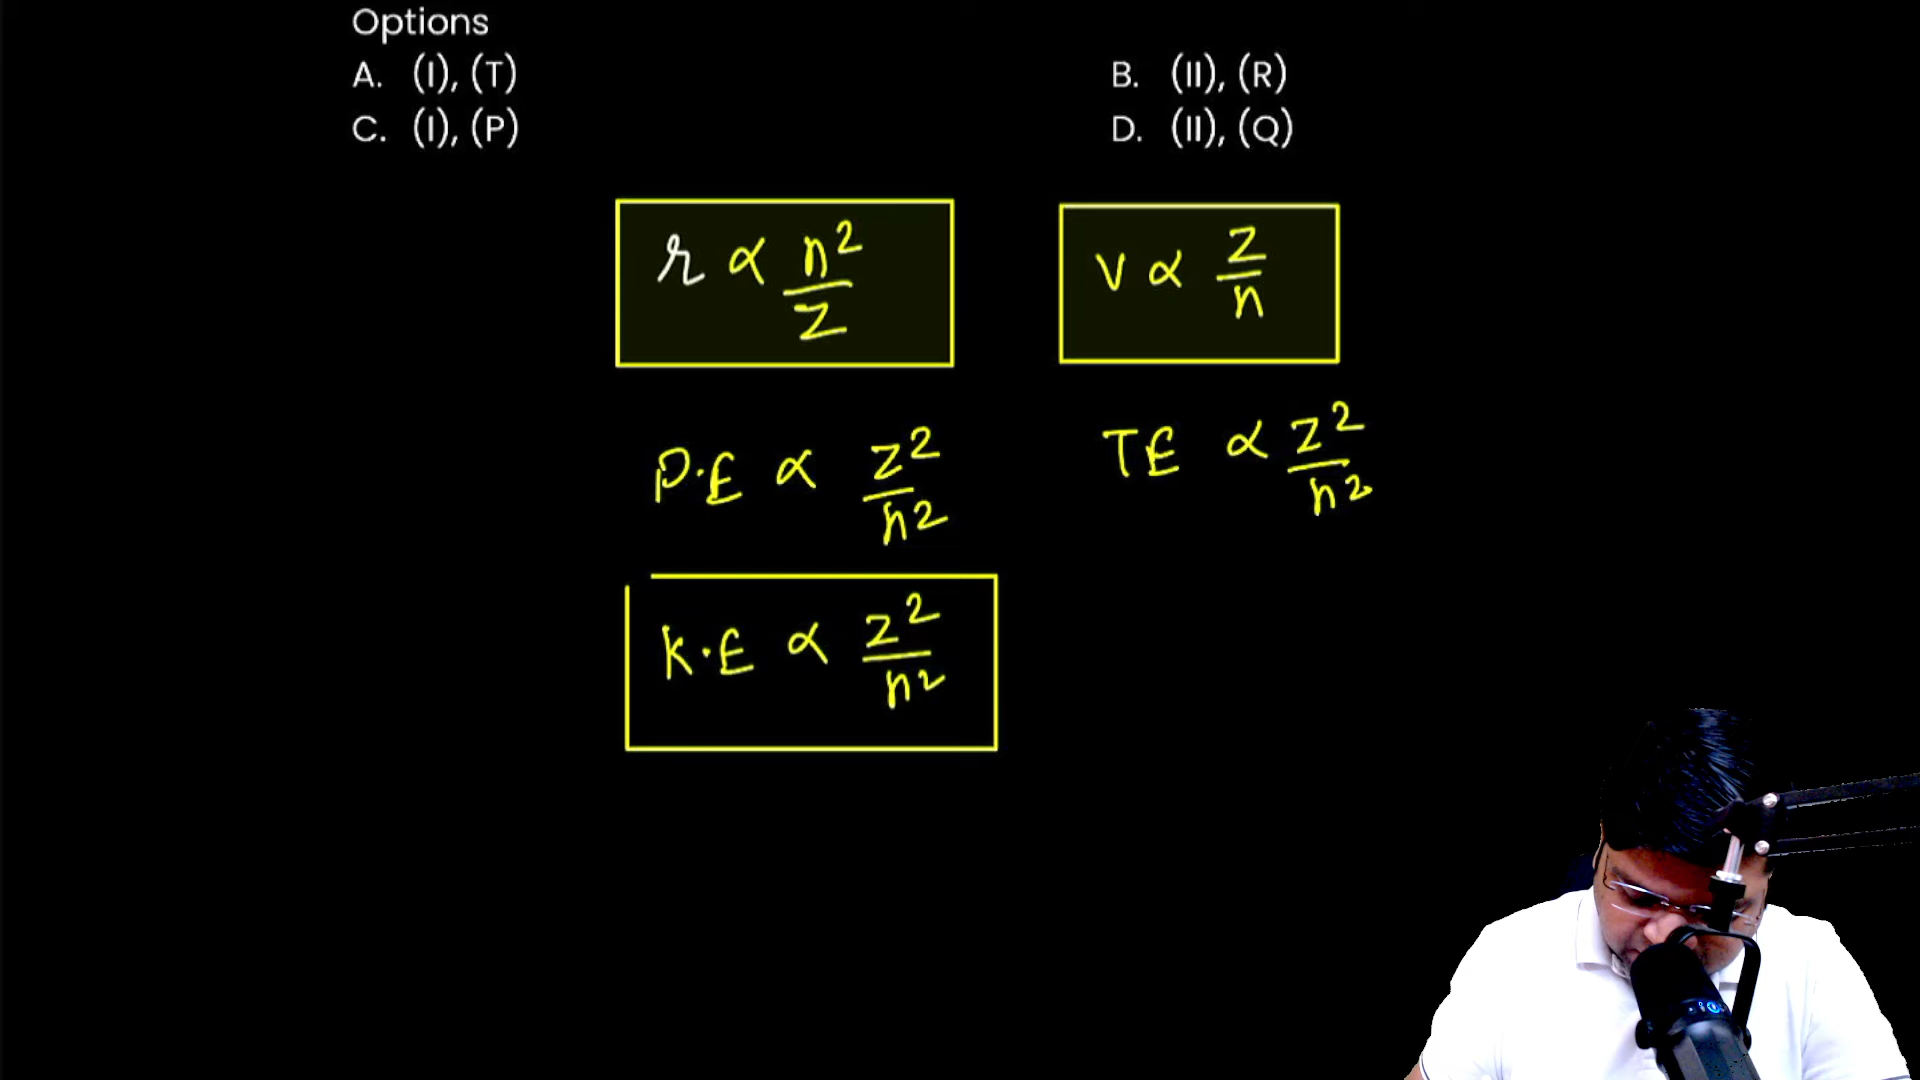 Options
A. (I), (T)
B. (II), (R)
C. (I), (P)
D. (II), (Q)
r ∝ n²/z
v ∝ z/n
P.E ∝ z²/n²
TE ∝ z²/n²
K.E ∝ z²/n²